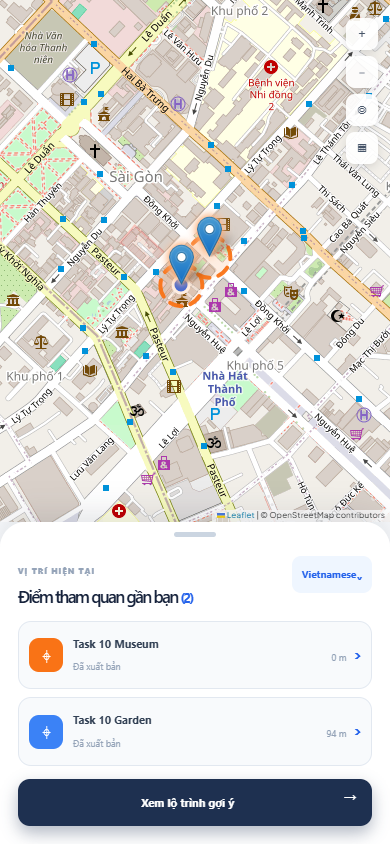 Khu phố 2
Mạnh Trinh
Nhà Văn
hóa Thanh
niên
P
Lê Duẩn
Lê Văn Hưu
Nguyễn Du
Hai Bà Trưng
H
Bệnh viện
Nhi đồng
2
+
−
H
Lê Duẩn
Lý Tự Trọng
Lê Thánh Tôn
Thái Văn Lung
Sài Gòn
Hàn Thuyên
Đồng Khởi
Thi Sách
Cao Bá Quát
Nguyễn Siêu
Nguyễn Du
Pasteur
Lý Tự Trọng
Nguyễn Huệ
Lê Lợi
Đồng Khởi
Đông Du
Mạc Thị Bưởi
Pasteur
Khu phố 1
Khu phố 5
Nhà Hát
Thành
Phố
P
H
Lý Tự Trọng
Lưu Văn Lang
Lê Lợi
Nguyễn Huệ
Pasteur
Leaflet | © OpenStreetMap contributors
VỊ TRÍ HIỆN TẠI
Vietnamese
Điểm tham quan gần bạn (2)
Task 10 Museum
Đã xuất bản
0 m
Task 10 Garden
Đã xuất bản
94 m
Xem lộ trình gợi ý →